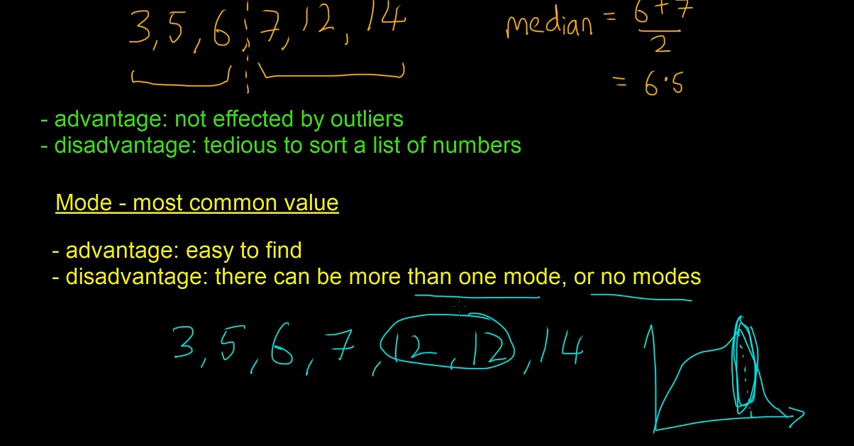 3, 5, 6, 7, 12, 14
median = 6+7
2
= 6.5
- advantage: not effected by outliers
- disadvantage: tedious to sort a list of numbers
Mode - most common value
- advantage: easy to find
- disadvantage: there can be more than one mode, or no modes
3, 5, 6, 7, 12, 12, 14